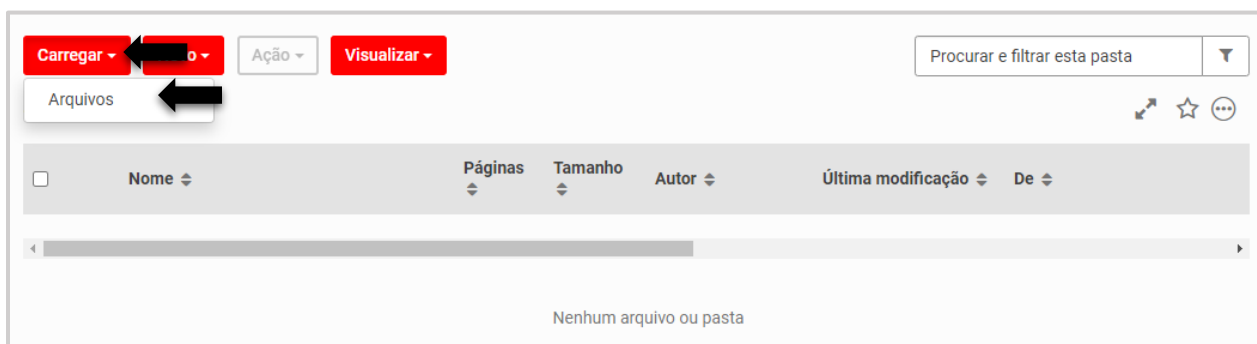 Carregar
Ação
Visualizar
Procurar e filtrar esta pasta
Arquivos
Nome
Páginas
Tamanho
Autor
Última modificação
De
Nenhum arquivo ou pasta